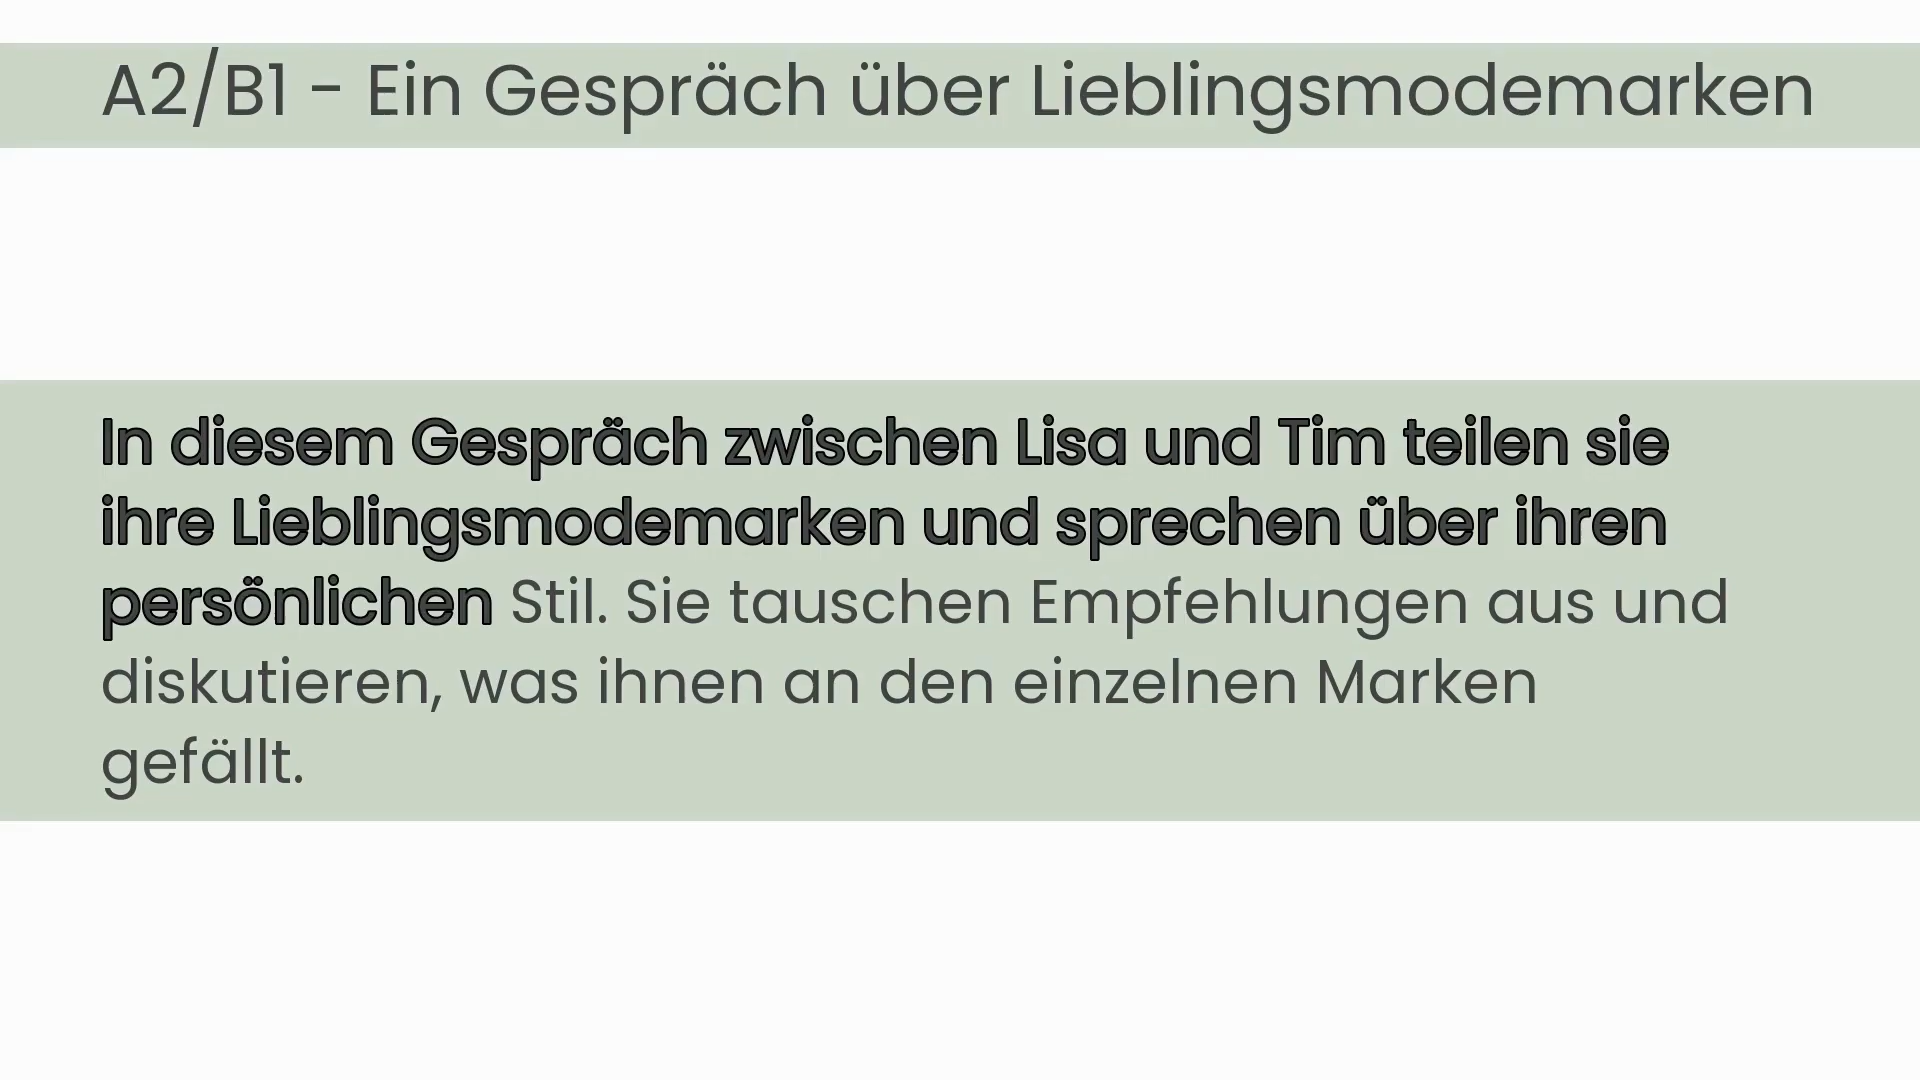 A2/B1 - Ein Gespräch über Lieblingsmodemarken
In diesem Gespräch zwischen Lisa und Tim teilen sie
ihre Lieblingsmodemarken und sprechen über ihren
persönlichen Stil. Sie tauschen Empfehlungen aus und
diskutieren, was ihnen an den einzelnen Marken
gefällt.